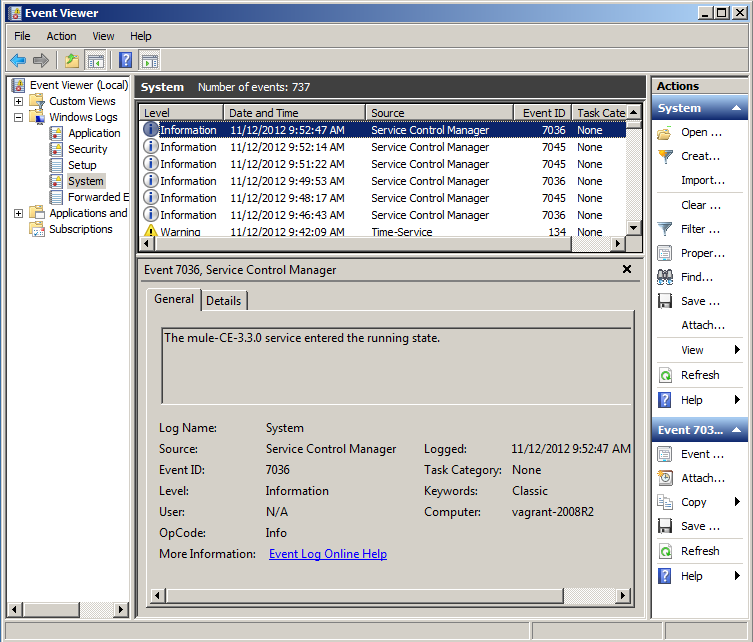 Event Viewer
File Action View Help
Event Viewer (Local)
Custom Views
Windows Logs
Application
Security
Setup
System
Forwarded E
Applications and
Subscriptions
System Number of events: 737
Level Date and Time Source Event ID Task Cate
Information 11/12/2012 9:52:47 AM Service Control Manager 7036 None
Information 11/12/2012 9:52:14 AM Service Control Manager 7045 None
Information 11/12/2012 9:51:22 AM Service Control Manager 7045 None
Information 11/12/2012 9:49:53 AM Service Control Manager 7036 None
Information 11/12/2012 9:48:17 AM Service Control Manager 7045 None
Information 11/12/2012 9:46:43 AM Service Control Manager 7036 None
Warning 11/12/2012 9:42:09 AM Time-Service 134 None
Event 7036, Service Control Manager
General Details
The mule-CE-3.3.0 service entered the running state.
Log Name: System
Source: Service Control Manager Logged: 11/12/2012 9:52:47 AM
Event ID: 7036 Task Category: None
Level: Information Keywords: Classic
User: N/A Computer: vagrant-2008R2
OpCode: Info
More Information: Event Log Online Help
Actions
System
Open ...
Creat...
Import...
Clear ...
Filter ...
Proper...
Find...
Save ...
Attach...
View
Refresh
Help
Event 703...
Event ...
Attach...
Copy
Save ...
Refresh
Help